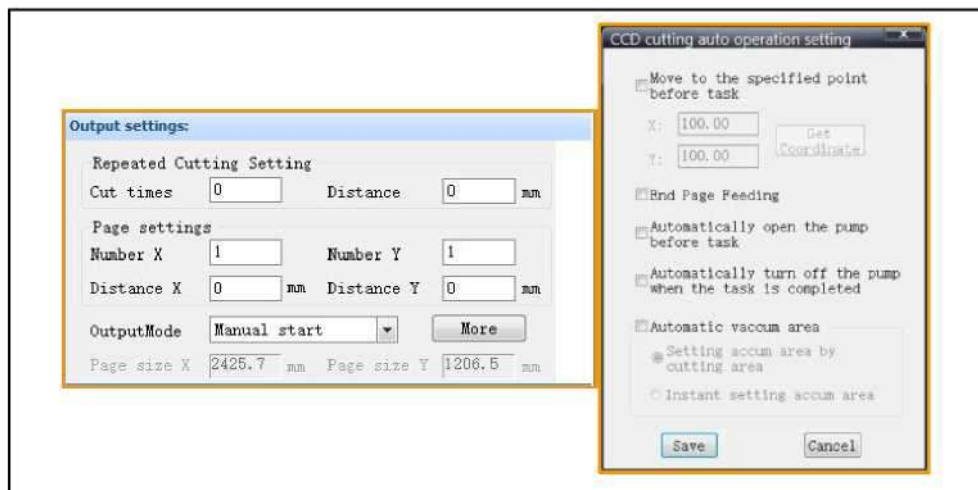 Output settings:
Repeated Cutting Setting
Cut times 0 Distance 0 mm
Page settings
Number X 1 Number Y 1
Distance X 0 mm Distance Y 0 mm
OutputMode Manual start More
Page size X 2425.7 mm Page size Y 1206.5 mm
CCD cutting auto operation setting
Move to the specified point
before task
X: 100.00
Get
Coordinate
Y: 100.00
End Page Feeding
Automatically open the pump
before task
Automatically turn off the pump
when the task is completed
Automatic vaccum area
Setting accum area by
cutting area
Instant setting accum area
Save Cancel